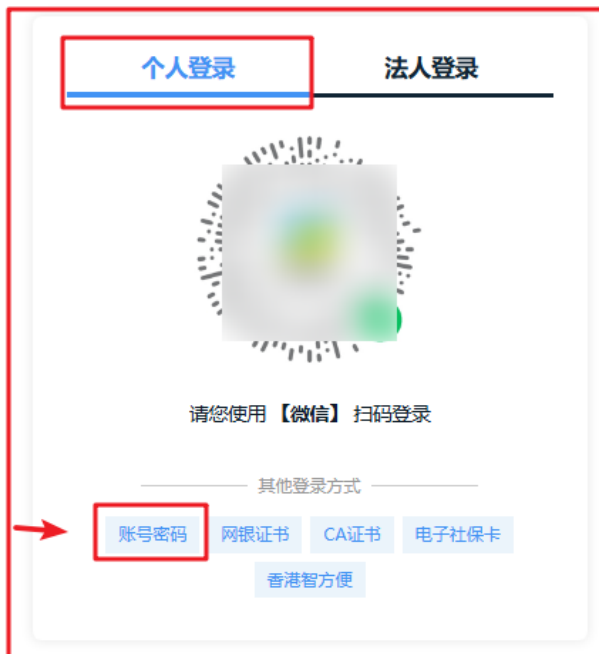 个人登录 法人登录
请您使用 【微信】 扫码登录
其他登录方式
账号密码 网银证书 CA证书 电子社保卡
香港智方便